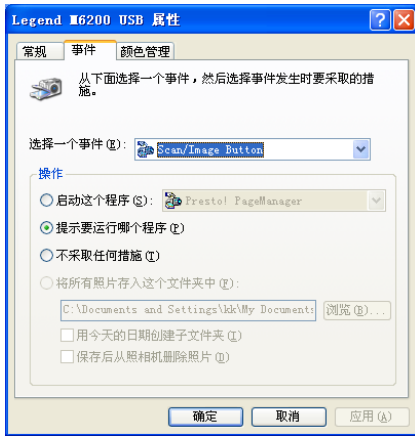 Legend M6200 USB 属性
常规 事件 颜色管理
从下面选择一个事件，然后选择事件发生时要采取的措
施。
选择一个事件(E): Scan/Image Button
操作
启动这个程序(S): Presto! PageManager
提示要运行哪个程序(P)
不采取任何措施(T)
将所有照片存入这个文件夹中(F):
C:\Documents and Settings\kk\My Documents 浏览(B)...
用今天的日期创建子文件夹(I)
保存后从照相机删除照片(D)
确定 取消 应用(A)